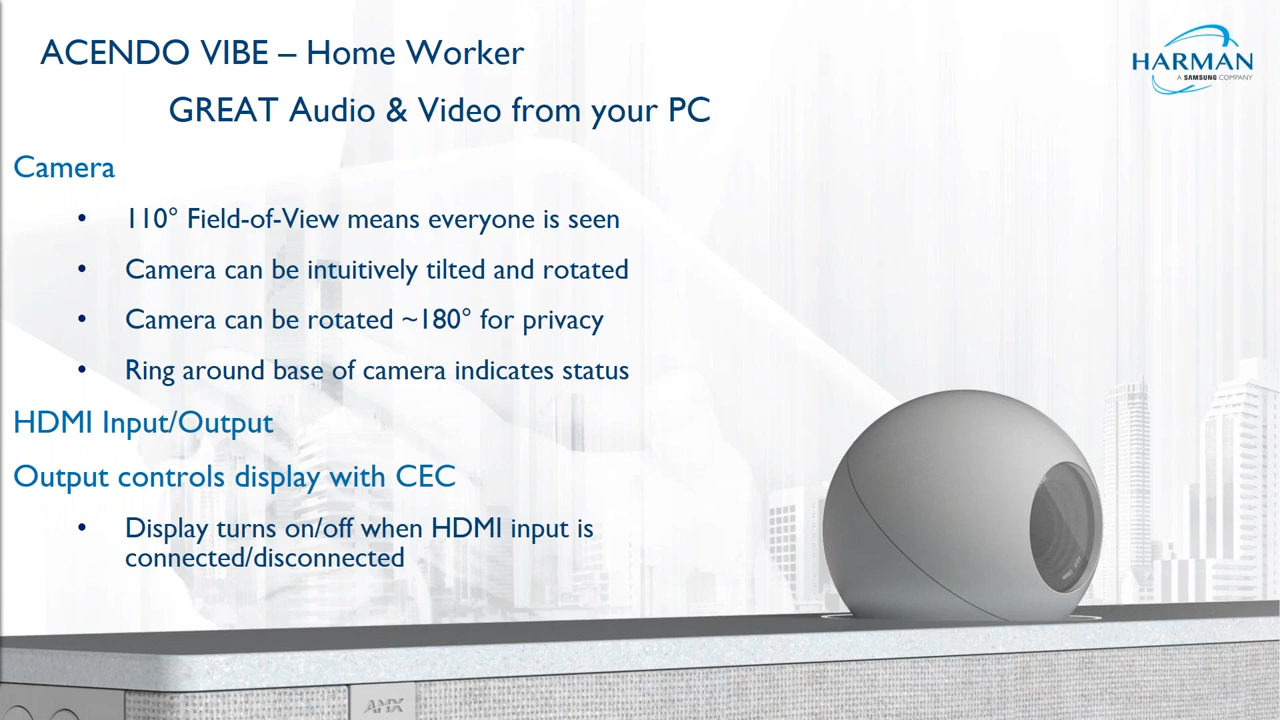 ACENDO VIBE – Home Worker
GREAT Audio & Video from your PC
HARMAN
A SAMSUNG COMPANY
Camera
• 110° Field-of-View means everyone is seen
• Camera can be intuitively tilted and rotated
• Camera can be rotated ~180° for privacy
• Ring around base of camera indicates status
HDMI Input/Output
Output controls display with CEC
• Display turns on/off when HDMI input is
connected/disconnected
AMX